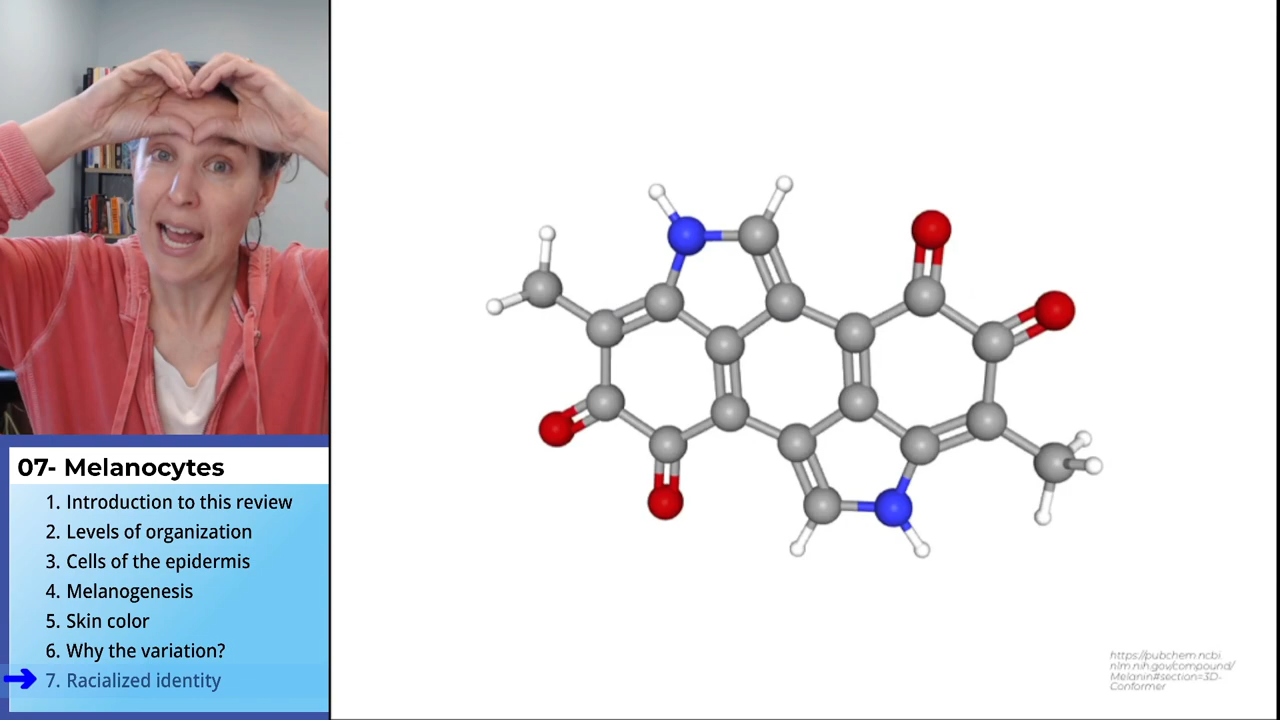 07- Melanocytes
1. Introduction to this review
2. Levels of organization
3. Cells of the epidermis
4. Melanogenesis
5. Skin color
6. Why the variation?
7. Racialized identity
https://pubchem.ncbi.
nlm.nih.gov/compound/
Melanin#section=3D-
Conformer